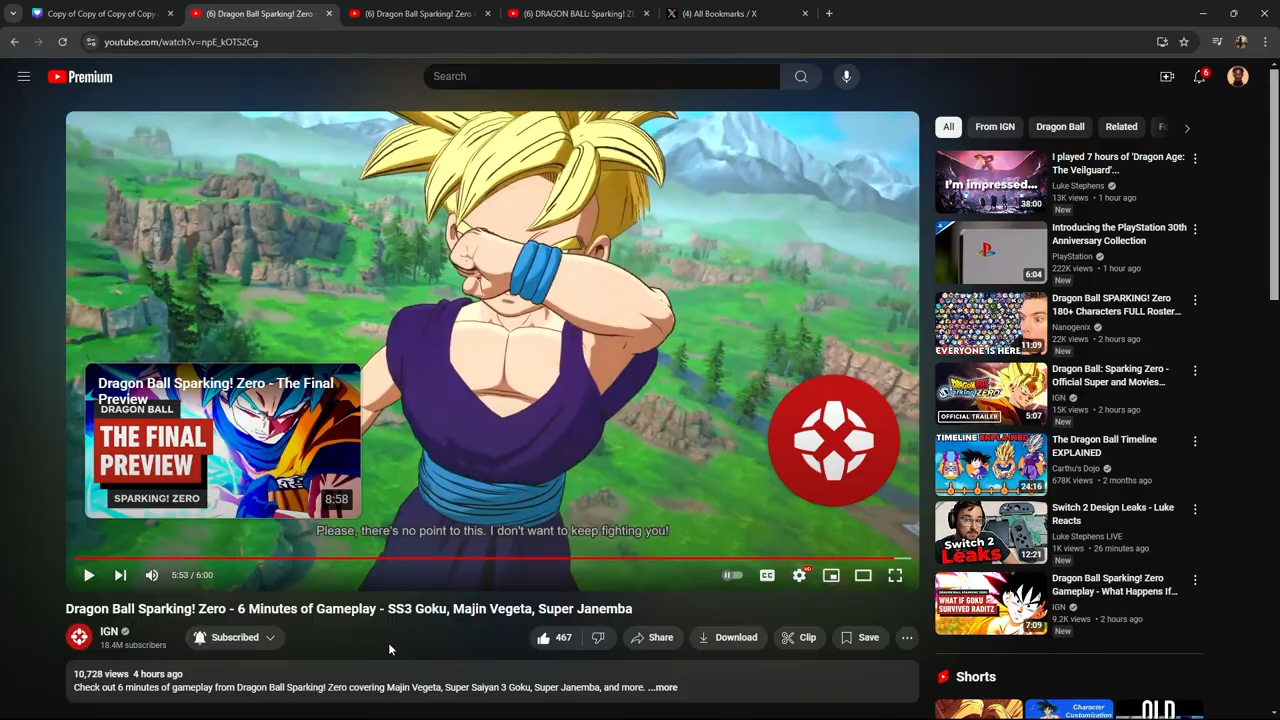 Copy of Copy of Copy of Copy
(6) Dragon Ball Sparking! Zero -
(6) Dragon Ball Sparking! Zero
(6) DRAGON BALL: Sparking! Z
(4) All Bookmarks / X
youtube.com/watch?v=npE_kOTS2Cg
Premium
Search
6
Dragon Ball Sparking! Zero - The Final
Preview
DRAGON BALL
THE FINAL
PREVIEW
SPARKING! ZERO
8:58
Please, there's no point to this. I don't want to keep fighting you!
5:53 / 6:00
CC
HD
Dragon Ball Sparking! Zero - 6 Minutes of Gameplay - SS3 Goku, Majin Vegeta, Super Janemba
IGN
18.4M subscribers
Subscribed
467
Share
Download
Clip
Save
10,728 views 4 hours ago
Check out 6 minutes of gameplay from Dragon Ball Sparking! Zero covering Majin Vegeta, Super Saiyan 3 Goku, Super Janemba, and more. ...more
All
From IGN
Dragon Ball
Related
I'm impressed...
38:00
I played 7 hours of 'Dragon Age:
The Veilguard'...
Luke Stephens
13K views • 1 hour ago
New
6:04
Introducing the PlayStation 30th
Anniversary Collection
PlayStation
222K views • 1 hour ago
New
EVERYONE IS HERE
11:09
Dragon Ball SPARKING! Zero
180+ Characters FULL Roster...
Nanogenix
22K views • 2 hours ago
New
DRAGON BALL
Sparking! ZERO
OFFICIAL TRAILER
5:07
Dragon Ball: Sparking Zero -
Official Super and Movies...
IGN
15K views • 2 hours ago
New
TIMELINE EXPLAINED
24:16
The Dragon Ball Timeline
EXPLAINED
Carthu's Dojo
678K views • 2 months ago
Switch 2
Leaks
12:21
Switch 2 Design Leaks - Luke
Reacts
Luke Stephens LIVE
1K views • 26 minutes ago
New
WHAT IF GOKU
SURVIVED RADITZ
7:09
Dragon Ball Sparking! Zero
Gameplay - What Happens If...
IGN
9.2K views • 2 hours ago
New
Shorts
Character
Customization
OLD